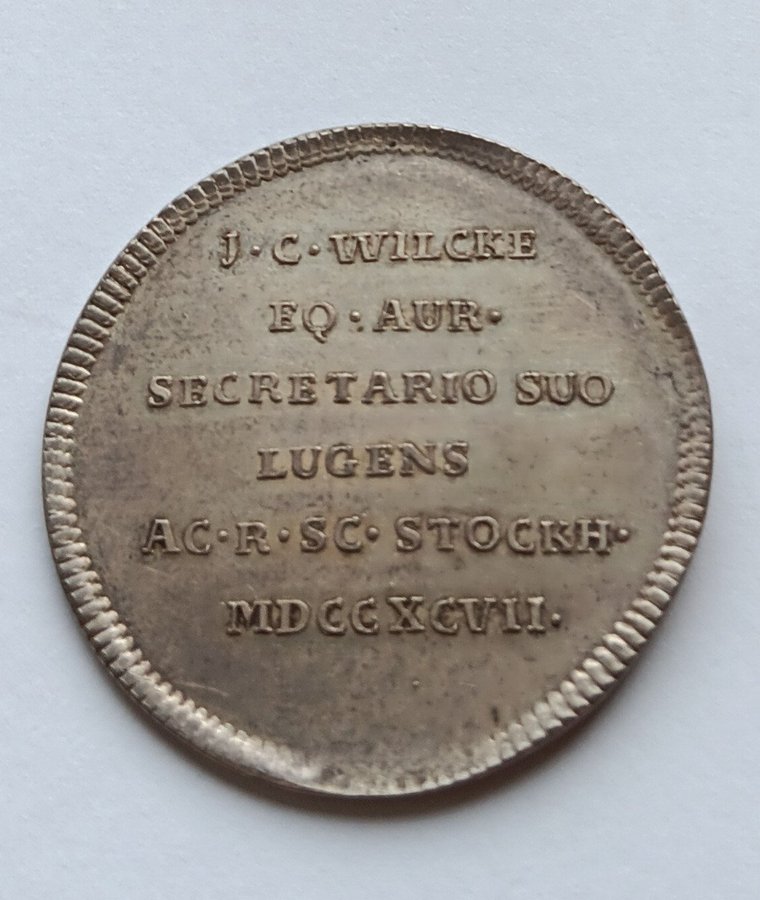 J·C·WILCKE
EQ·AUR·
SECRETARIO SUO
LUGENS
AC·R·SC·STOCKH·
MDCCXCVII.